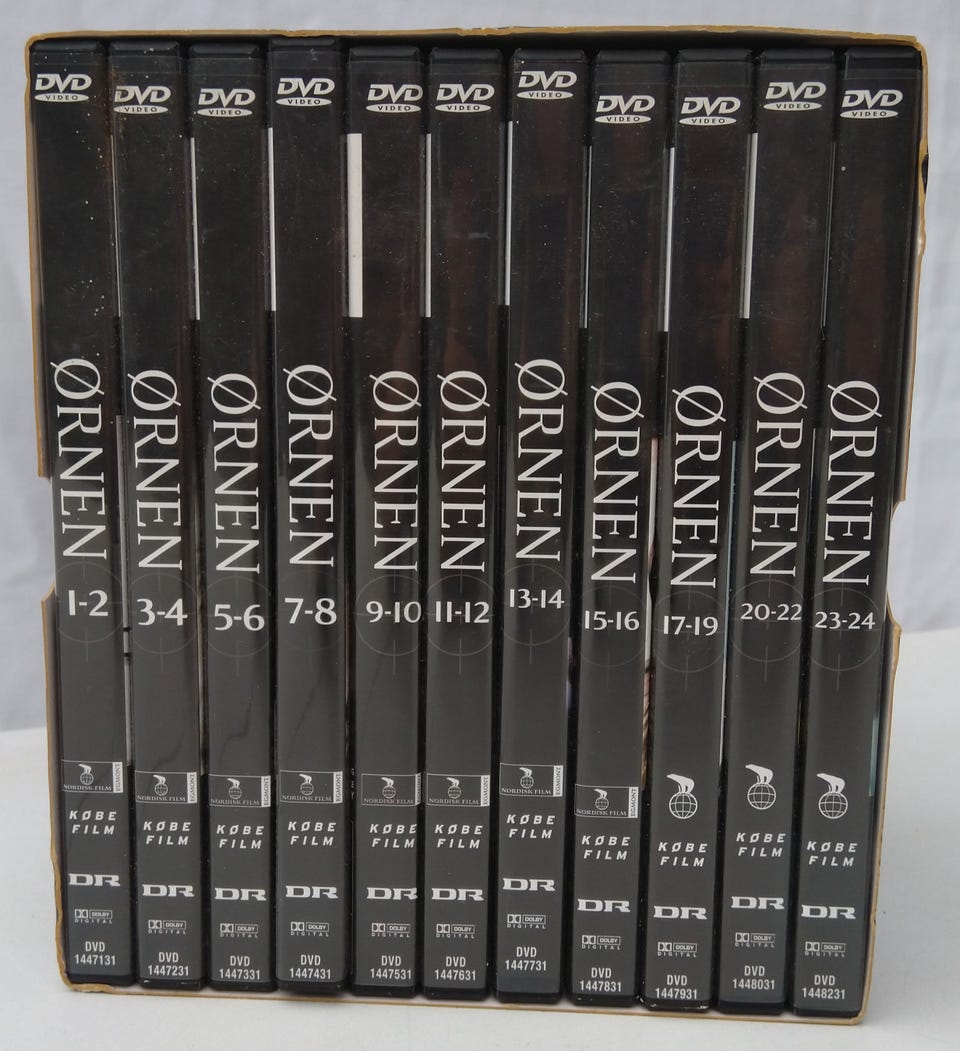 DVD
VIDEO
ØRNEN
1-2
NORDISK FILM
EGMONT
KØBE
FILM
DR
DOLBY
DIGITAL
DVD
1447131
DVD
VIDEO
ØRNEN
3-4
NORDISK FILM
EGMONT
KØBE
FILM
DR
DOLBY
DIGITAL
DVD
1447231
DVD
VIDEO
ØRNEN
5-6
NORDISK FILM
EGMONT
KØBE
FILM
DR
DOLBY
DIGITAL
DVD
1447331
DVD
VIDEO
ØRNEN
7-8
NORDISK FILM
EGMONT
KØBE
FILM
DR
DOLBY
DIGITAL
DVD
1447431
DVD
VIDEO
ØRNEN
9-10
NORDISK FILM
KØBE
FILM
DR
DOLBY
DIGITAL
DVD
1447531
DVD
VIDEO
ØRNEN
11-12
NORDISK FILM
EGMONT
KØBE
FILM
DR
DOLBY
DIGITAL
DVD
1447631
DVD
VIDEO
ØRNEN
13-14
NORDISK FILM
EGMONT
KØBE
FILM
DR
DOLBY
DIGITAL
DVD
1447731
DVD
VIDEO
ØRNEN
15-16
NORDISK FILM
EGMONT
KØBE
FILM
DR
DOLBY
DIGITAL
DVD
1447831
DVD
VIDEO
ØRNEN
17-19
KØBE
FILM
DR
DOLBY
DIGITAL
DVD
1447931
DVD
VIDEO
ØRNEN
20-22
KØBE
FILM
DR
DOLBY
DIGITAL
DVD
1448031
DVD
VIDEO
ØRNEN
23-24
KØBE
FILM
DR
DOLBY
DIGITAL
DVD
1448231